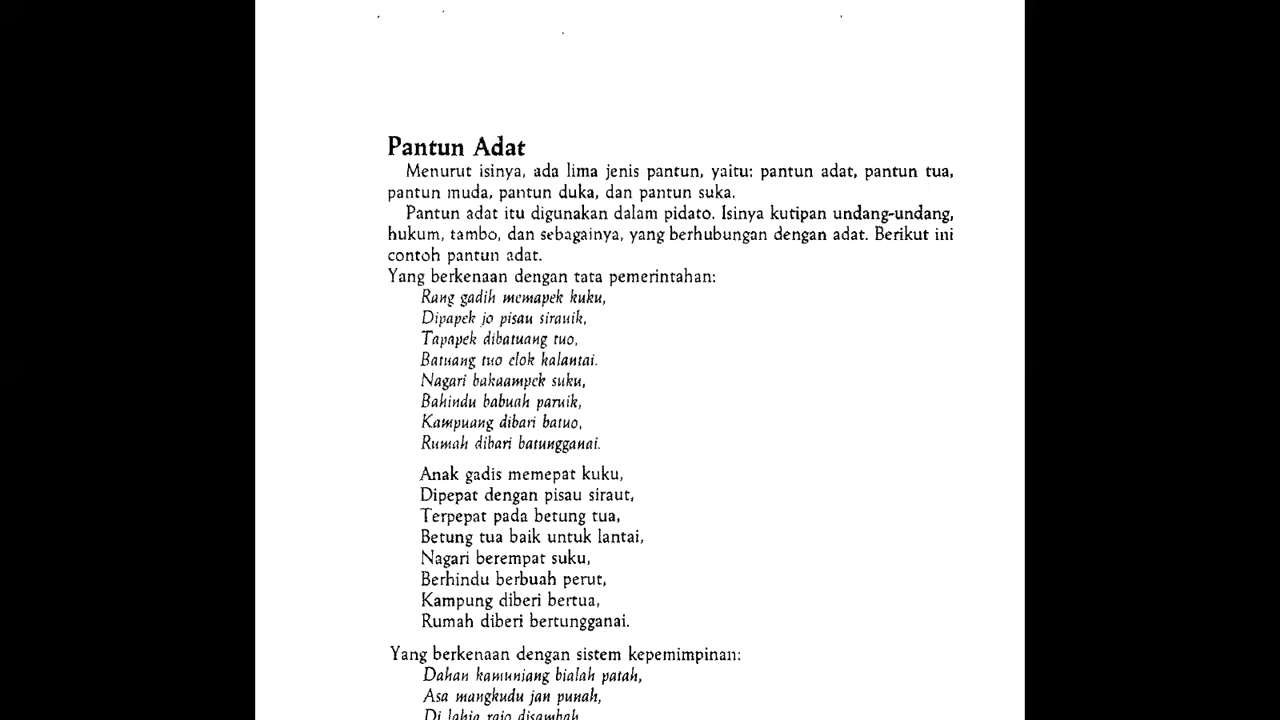 Pantun Adat
Menurut isinya, ada lima jenis pantun, yaitu: pantun adat, pantun tua,
pantun muda, pantun duka, dan pantun suka.
Pantun adat itu digunakan dalam pidato. Isinya kutipan undang-undang,
hukum, tambo, dan sebagainya, yang berhubungan dengan adat. Berikut ini
contoh pantun adat.
Yang berkenaan dengan tata pemerintahan:
Rang gadih memapek kuku,
Dipapek jo pisau sirauik,
Tapapek dibatuang tuo,
Batuang tuo elok kalantai.
Nagari bakaampek suku,
Bahindu babuah paruik,
Kampuang dibari batuo,
Rumah dibari batungganai.
Anak gadis memepat kuku,
Dipepat dengan pisau siraut,
Terpepat pada betung tua,
Betung tua baik untuk lantai,
Nagari berempat suku,
Berhindu berbuah perut,
Kampung diberi bertua,
Rumah diberi bertungganai.
Yang berkenaan dengan sistem kepemimpinan:
Dahan kamuniang bialah patah,
Asa mangkudu jan punah,
Di lahia rajo disambah